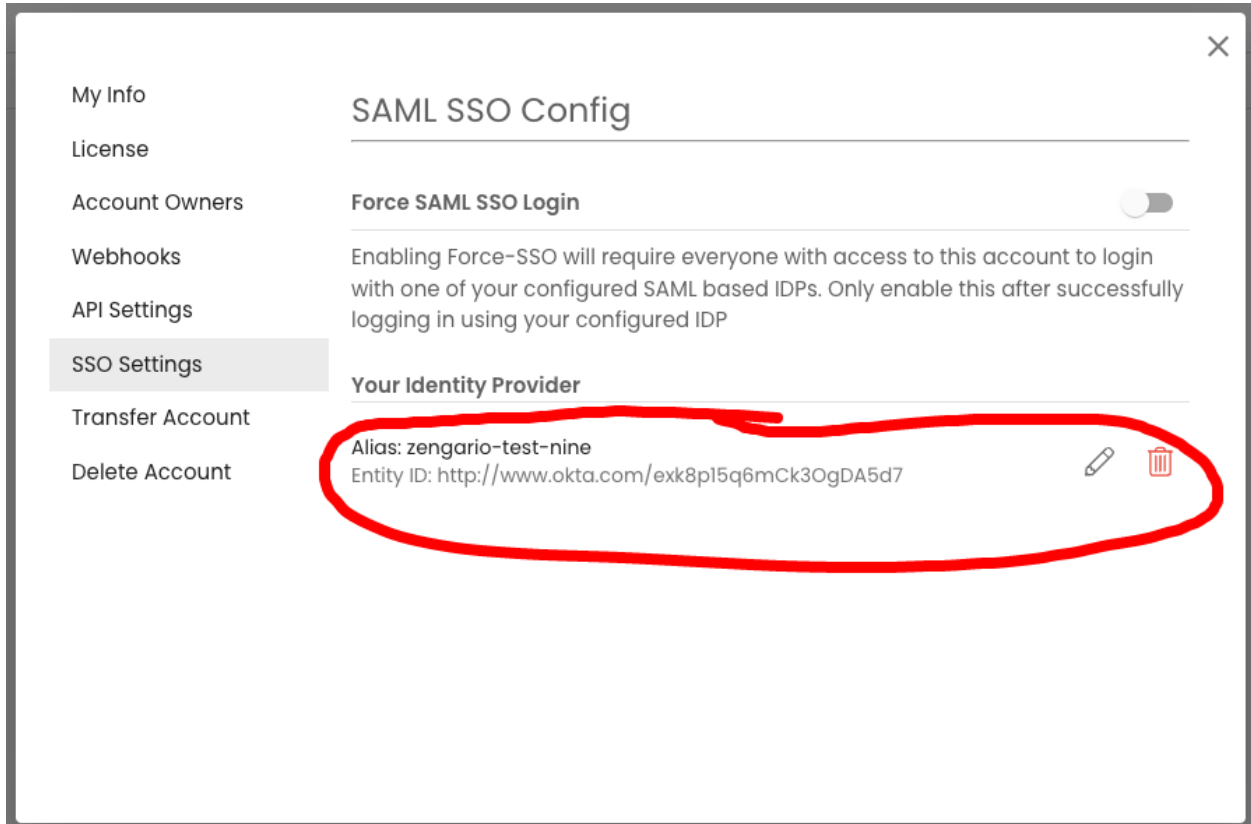 My Info
License
Account Owners
Webhooks
API Settings
SSO Settings
Transfer Account
Delete Account
SAML SSO Config
Force SAML SSO Login
Enabling Force-SSO will require everyone with access to this account to login
with one of your configured SAML based IDPs. Only enable this after successfully
logging in using your configured IDP
Your Identity Provider
Alias: zengario-test-nine
Entity ID: http://www.okta.com/exk8p15q6mCk3OgDA5d7